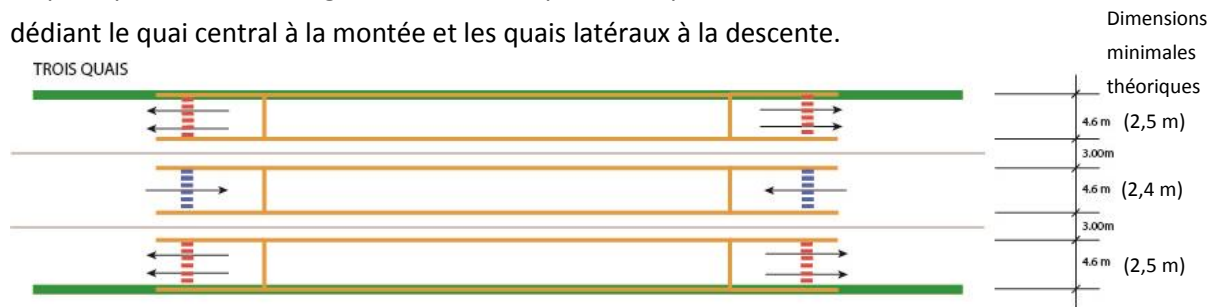 dédiant le quai central à la montée et les quais latéraux à la descente.
Dimensions
minimales
théoriques
TROIS QUAIS
4.6 m (2,5 m)
3.00m
4.6 m (2,4 m)
3.00m
4.6 m (2,5 m)